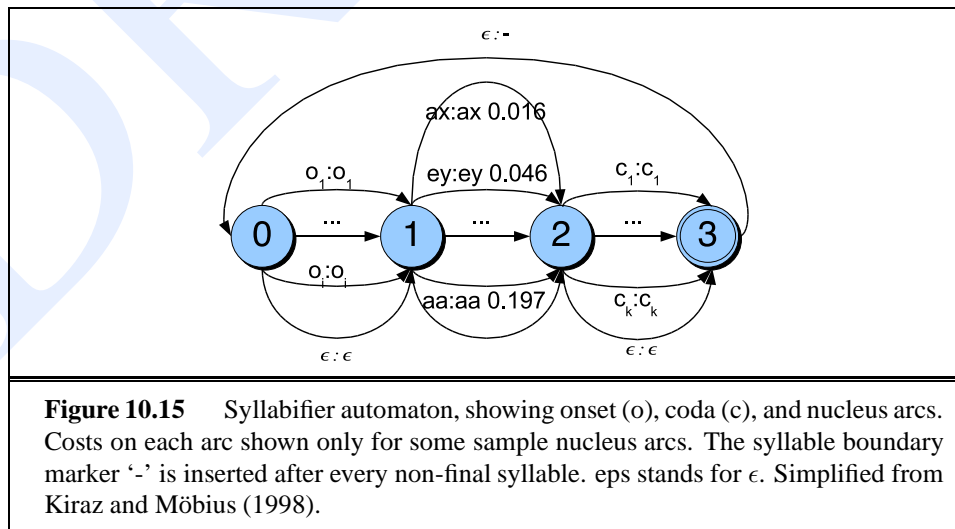 ϵ:-
ax:ax 0.016
o₁:o₁ ey:ey 0.046 c₁:c₁
... ... ...
0 1 2 3
oᵢ:oᵢ aa:aa 0.197 cₖ:cₖ
ϵ:ϵ ϵ:ϵ
Figure 10.15 Syllabifier automaton, showing onset (o), coda (c), and nucleus arcs.
Costs on each arc shown only for some sample nucleus arcs. The syllable boundary
marker ‘-’ is inserted after every non-final syllable. eps stands for ϵ. Simplified from
Kiraz and Möbius (1998).